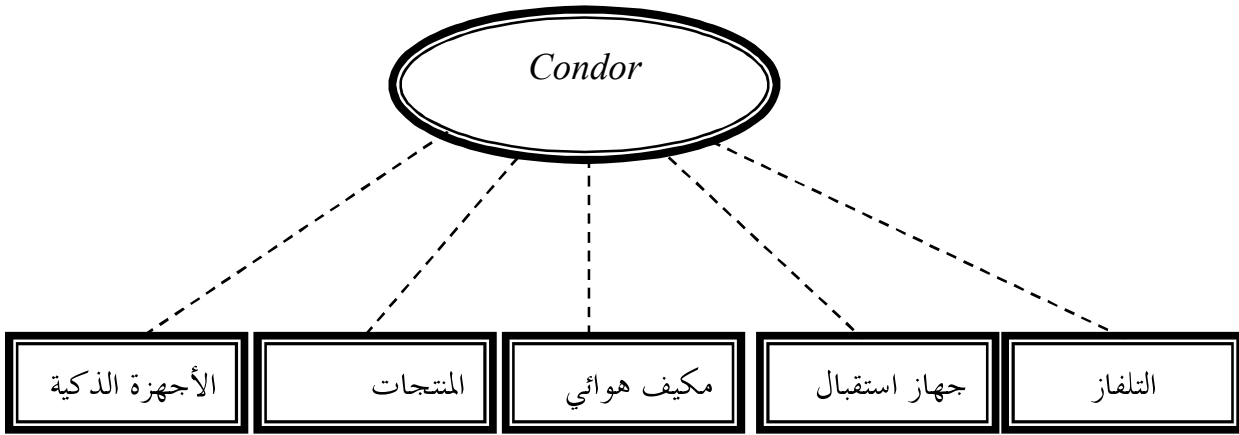 Condor
التلفاز
جهاز استقبال
مكيف هوائي
المنتجات
الأجهزة الذكية